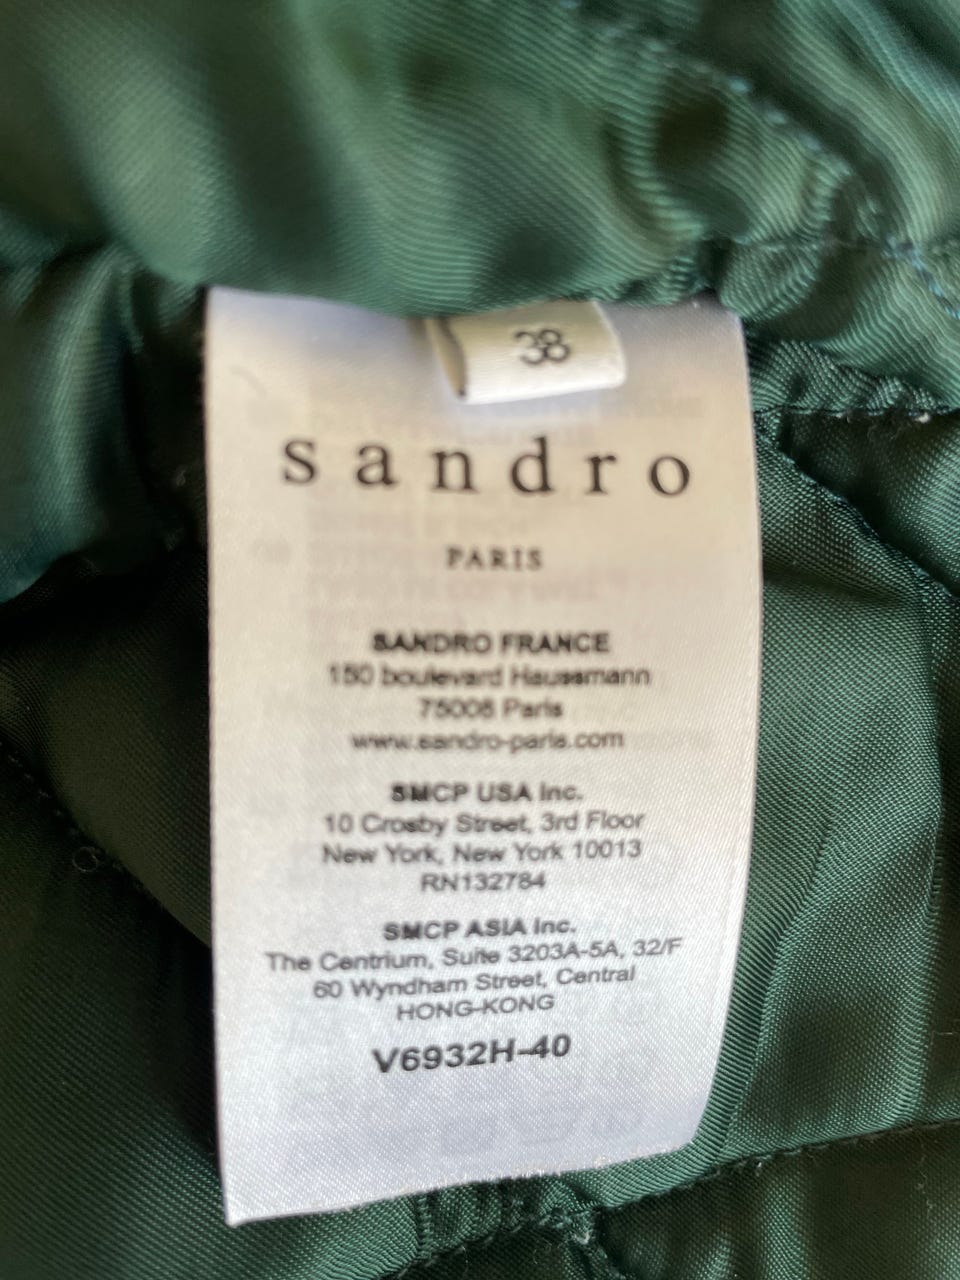 38
sandro
PARIS
SANDRO FRANCE
150 boulevard Haussmann
75008 Paris
www.sandro-paris.com
SMCP USA Inc.
10 Crosby Street, 3rd Floor
New York, New York 10013
RN132784
SMCP ASIA Inc.
The Centrium, Suite 3203A-5A, 32/F
60 Wyndham Street, Central
HONG-KONG
V6932H-40